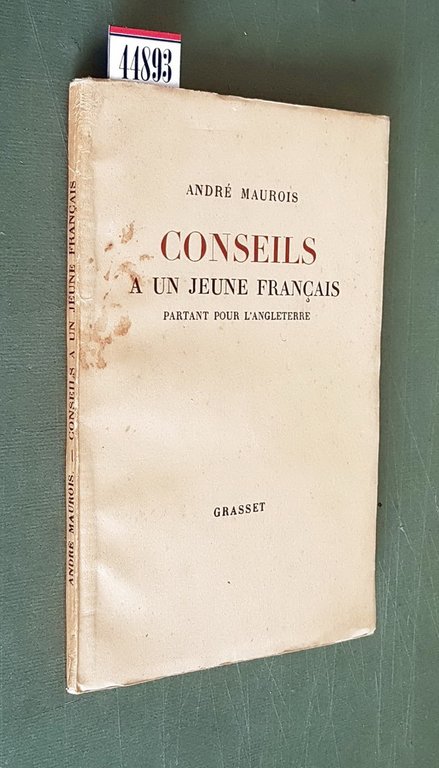 44893
ANDRÉ MAUROIS
CONSEILS
A UN JEUNE FRANÇAIS
PARTANT POUR L'ANGLETERRE
GRASSET
ANDRÉ MAUROIS — CONSEILS A UN JEUNE FRANÇAIS